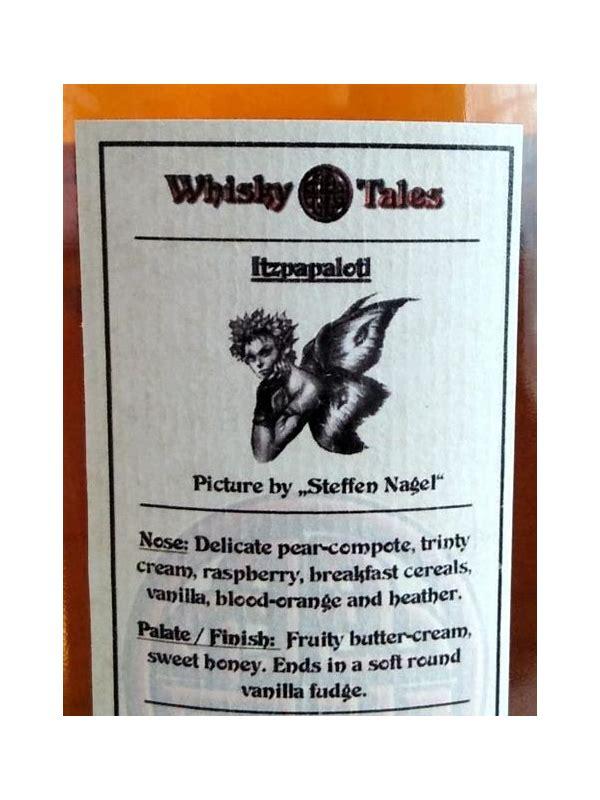 Whisky Tales
Itzpapalotl
Picture by „Steffen Nagel“
Nose: Delicate pear-compote, trinty
cream, raspberry, breakfast cereals,
vanilla, blood-orange and heather.
Palate / Finish: Fruity butter-cream,
sweet honey. Ends in a soft round
vanilla fudge.